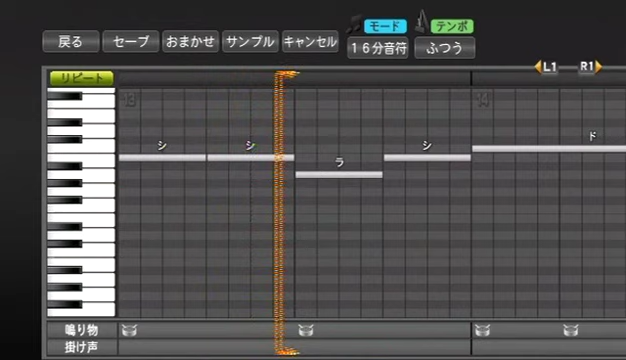 モード テンポ
戻る セーブ おまかせ サンプル キャンセル 16分音符 ふつう
L1 R1
リピート
13 14
ド
シ シ シ
ラ
鳴り物
掛け声